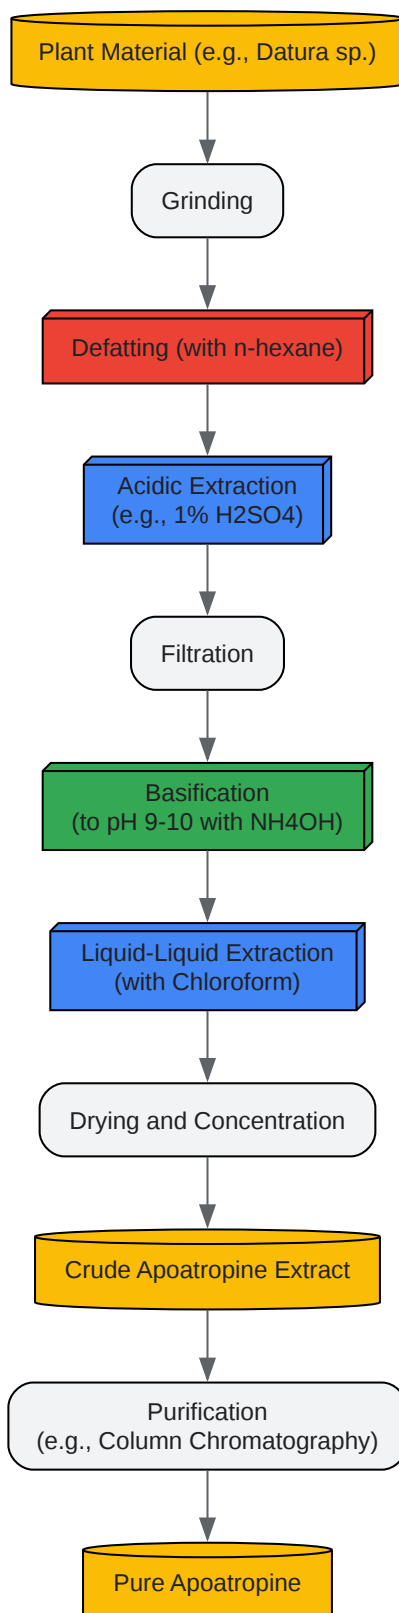 Plant Material (e.g., Datura sp.)
Grinding
Defatting (with n-hexane)
Acidic Extraction
(e.g., 1% H2SO4)
Filtration
Basification
(to pH 9-10 with NH4OH)
Liquid-Liquid Extraction
(with Chloroform)
Drying and Concentration
Crude Apoatropine Extract
Purification
(e.g., Column Chromatography)
Pure Apoatropine